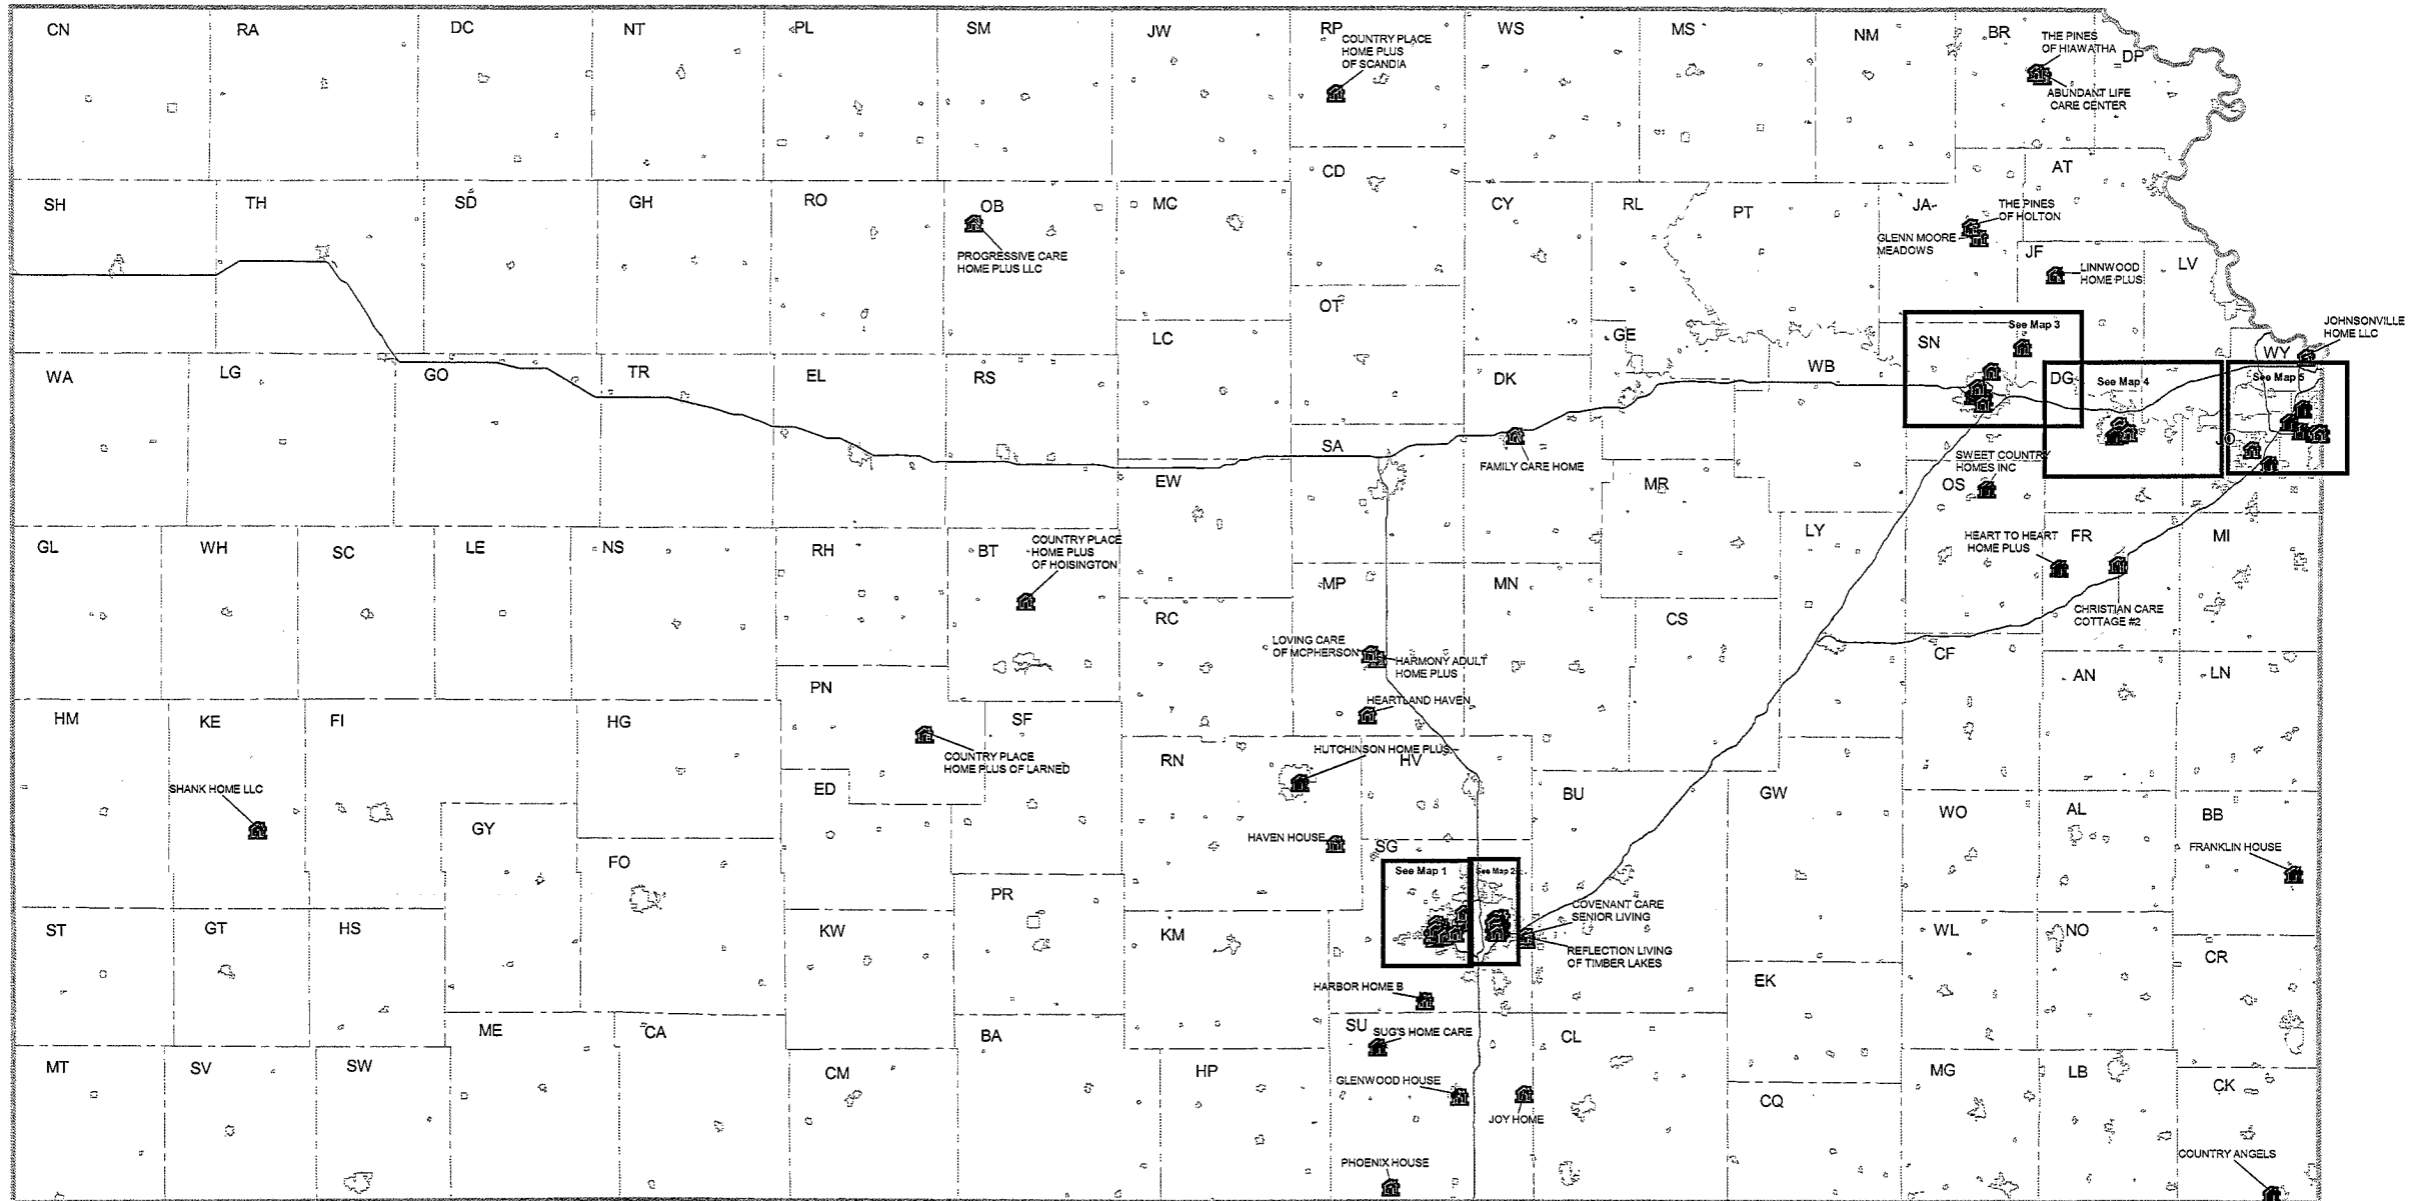 CN
RA
DC
NT
PL
SM
JW
RP
COUNTRY PLACE
HOME PLUS
OF SCANDIA
WS
MS
NM
BR
THE PINES
OF HIAWATHA
DP
ABUNDANT LIFE
CARE CENTER
SH
TH
SD
GH
RO
OB
PROGRESSIVE CARE
HOME PLUS LLC
MC
CD
CY
RL
PT
JA
THE PINES
OF HOLTON
GLENN MOORE
MEADOWS
AT
JF
LINNWOOD
HOME PLUS
LV
OT
LC
GE
SN
See Map 3
JOHNSONVILLE
HOME LLC
WY
See Map 5
WA
LG
GO
TR
EL
RS
DK
WB
DG
See Map 4
JO
SA
EW
FAMILY CARE HOME
MR
SWEET COUNTRY
HOMES INC
OS
GL
WH
SC
LE
NS
RH
BT
COUNTRY PLACE
HOME PLUS
OF HOISINGTON
LY
HEART TO HEART
HOME PLUS
FR
MI
CHRISTIAN CARE
COTTAGE #2
MP
MN
RC
CS
LOVING CARE
OF MCPHERSON
HARMONY ADULT
HOME PLUS
HEARTLAND HAVEN
CF
AN
LN
HM
KE
FI
HG
PN
SF
COUNTRY PLACE
HOME PLUS OF LARNED
RN
HUTCHINSON HOME PLUS
HV
SHANK HOME LLC
GY
ED
BU
GW
WO
AL
BB
FRANKLIN HOUSE
HAVEN HOUSE
SG
See Map 1
See Map 2
FO
PR
COVENANT CARE
SENIOR LIVING
REFLECTION LIVING
OF TIMBER LAKES
ST
GT
HS
KW
KM
WL
NO
CR
HARBOR HOME B
EK
ME
CA
BA
SU
SUG'S HOME CARE
CL
MT
SV
SW
CM
HP
GLENWOOD HOUSE
JOY HOME
CQ
MG
LB
CK
PHOENIX HOUSE
COUNTRY ANGELS